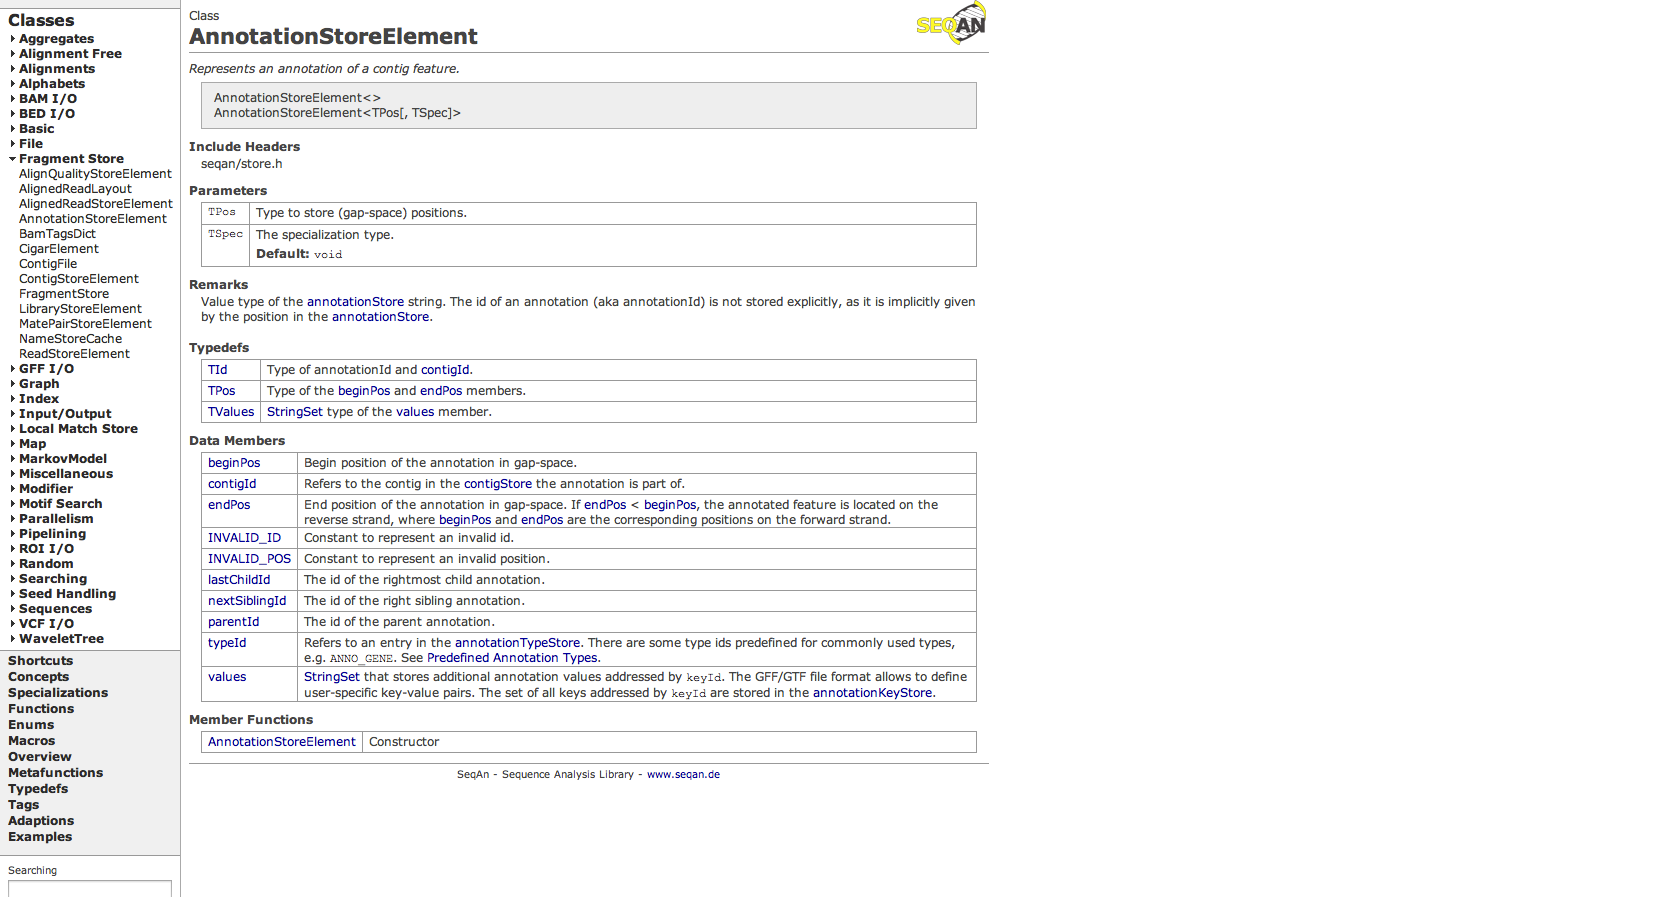 Classes
Aggregates
Alignment Free
Alignments
Alphabets
BAM I/O
BED I/O
Basic
File
Fragment Store
AlignQualityStoreElement
AlignedReadLayout
AlignedReadStoreElement
AnnotationStoreElement
BamTagsDict
CigarElement
ContigFile
ContigStoreElement
FragmentStore
LibraryStoreElement
MatePairStoreElement
NameStoreCache
ReadStoreElement
GFF I/O
Graph
Index
Input/Output
Local Match Store
Map
MarkovModel
Miscellaneous
Modifier
Motif Search
Parallelism
Pipelining
ROI I/O
Random
Searching
Seed Handling
Sequences
VCF I/O
WaveletTree
Shortcuts
Concepts
Specializations
Functions
Enums
Macros
Overview
Metafunctions
Typedefs
Tags
Adaptions
Examples
Searching
Class
AnnotationStoreElement
SEQAN
Represents an annotation of a contig feature.
AnnotationStoreElement<>
AnnotationStoreElement<TPos[, TSpec]>
Include Headers
seqan/store.h
Parameters
TPos Type to store (gap-space) positions.
TSpec The specialization type.
Default: void
Remarks
Value type of the annotationStore string. The id of an annotation (aka annotationId) is not stored explicitly, as it is implicitly given
by the position in the annotationStore.
Typedefs
TId Type of annotationId and contigId.
TPos Type of the beginPos and endPos members.
TValues StringSet type of the values member.
Data Members
beginPos Begin position of the annotation in gap-space.
contigId Refers to the contig in the contigStore the annotation is part of.
endPos End position of the annotation in gap-space. If endPos < beginPos, the annotated feature is located on the
reverse strand, where beginPos and endPos are the corresponding positions on the forward strand.
INVALID_ID Constant to represent an invalid id.
INVALID_POS Constant to represent an invalid position.
lastChildId The id of the rightmost child annotation.
nextSiblingId The id of the right sibling annotation.
parentId The id of the parent annotation.
typeId Refers to an entry in the annotationTypeStore. There are some type ids predefined for commonly used types,
e.g. ANNO_GENE. See Predefined Annotation Types.
values StringSet that stores additional annotation values addressed by keyId. The GFF/GTF file format allows to define
user-specific key-value pairs. The set of all keys addressed by keyId are stored in the annotationKeyStore.
Member Functions
AnnotationStoreElement Constructor
SeqAn - Sequence Analysis Library - www.seqan.de